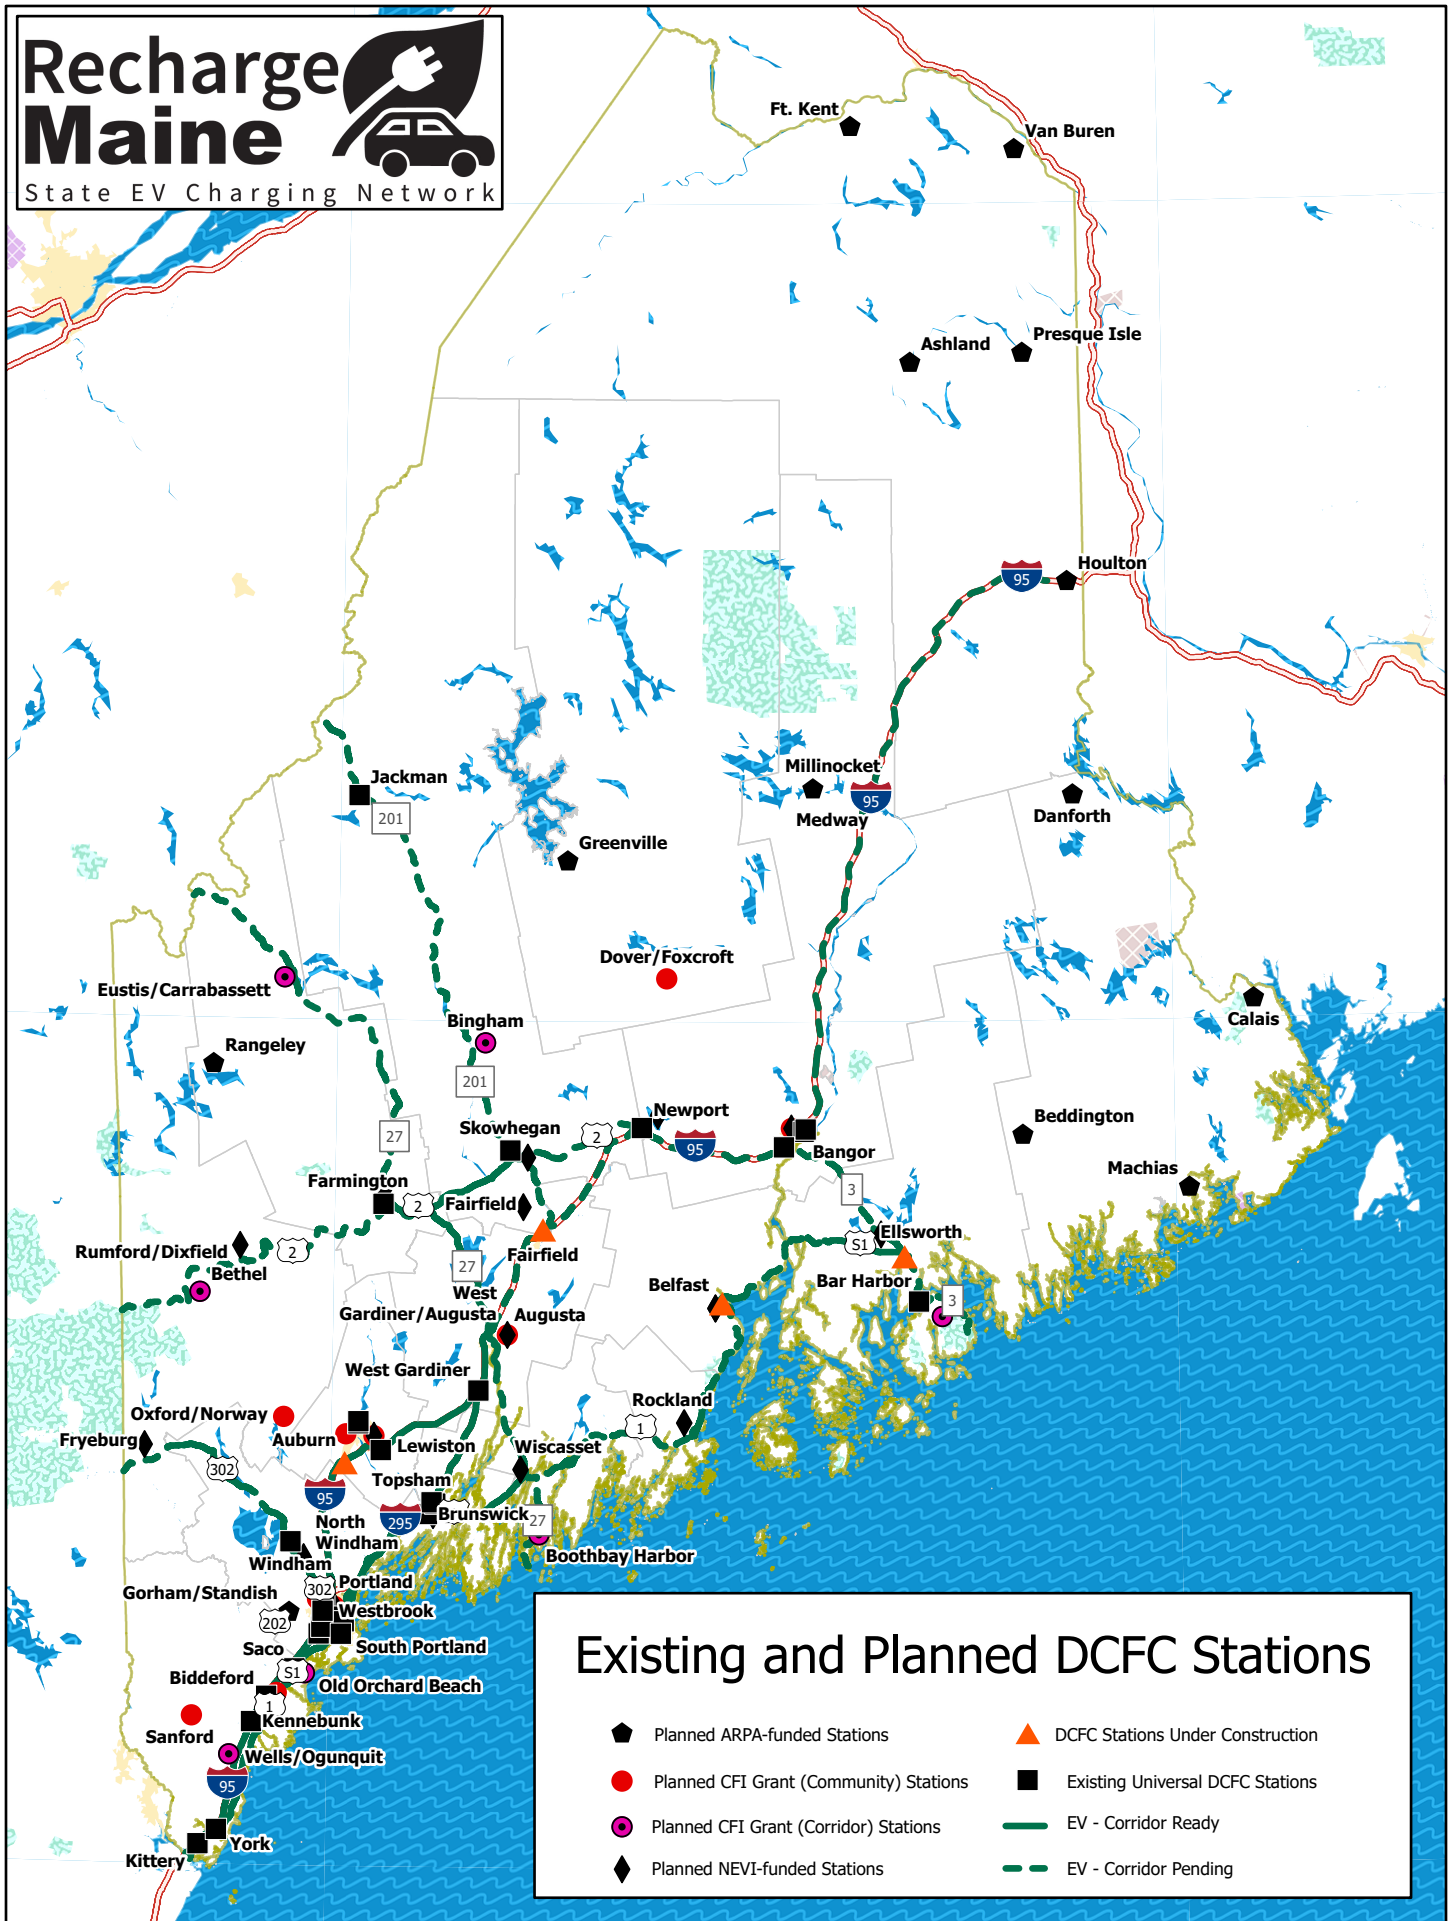 Recharge
Maine
State EV Charging Network
Ft. Kent
Van Buren
Ashland
Presque Isle
95
Houlton
Jackman
201
Millinocket
95
Medway
Danforth
Greenville
Dover/Foxcroft
Eustis/Carrabassett
Calais
Bingham
Rangeley
201
Newport
Beddington
27
Skowhegan
2
95
Bangor
Machias
Farmington
2
Fairfield
3
Rumford/Dixfield
2
Ellsworth
S1
Fairfield
Bethel
27
West
Gardiner/Augusta
Augusta
Belfast
Bar Harbor
3
West Gardiner
Oxford/Norway
Rockland
Fryeburg
Auburn
Lewiston
1
Wiscasset
302
Topsham
95
295
Brunswick
27
North
Windham
Windham
Boothbay Harbor
302
Portland
Gorham/Standish
Westbrook
202
Saco
South Portland
S1
Biddeford
Old Orchard Beach
1
Kennebunk
Sanford
Wells/Ogunquit
95
York
Kittery
Existing and Planned DCFC Stations
Planned ARPA-funded Stations
Planned CFI Grant (Community) Stations
Planned CFI Grant (Corridor) Stations
Planned NEVI-funded Stations
DCFC Stations Under Construction
Existing Universal DCFC Stations
EV - Corridor Ready
EV - Corridor Pending